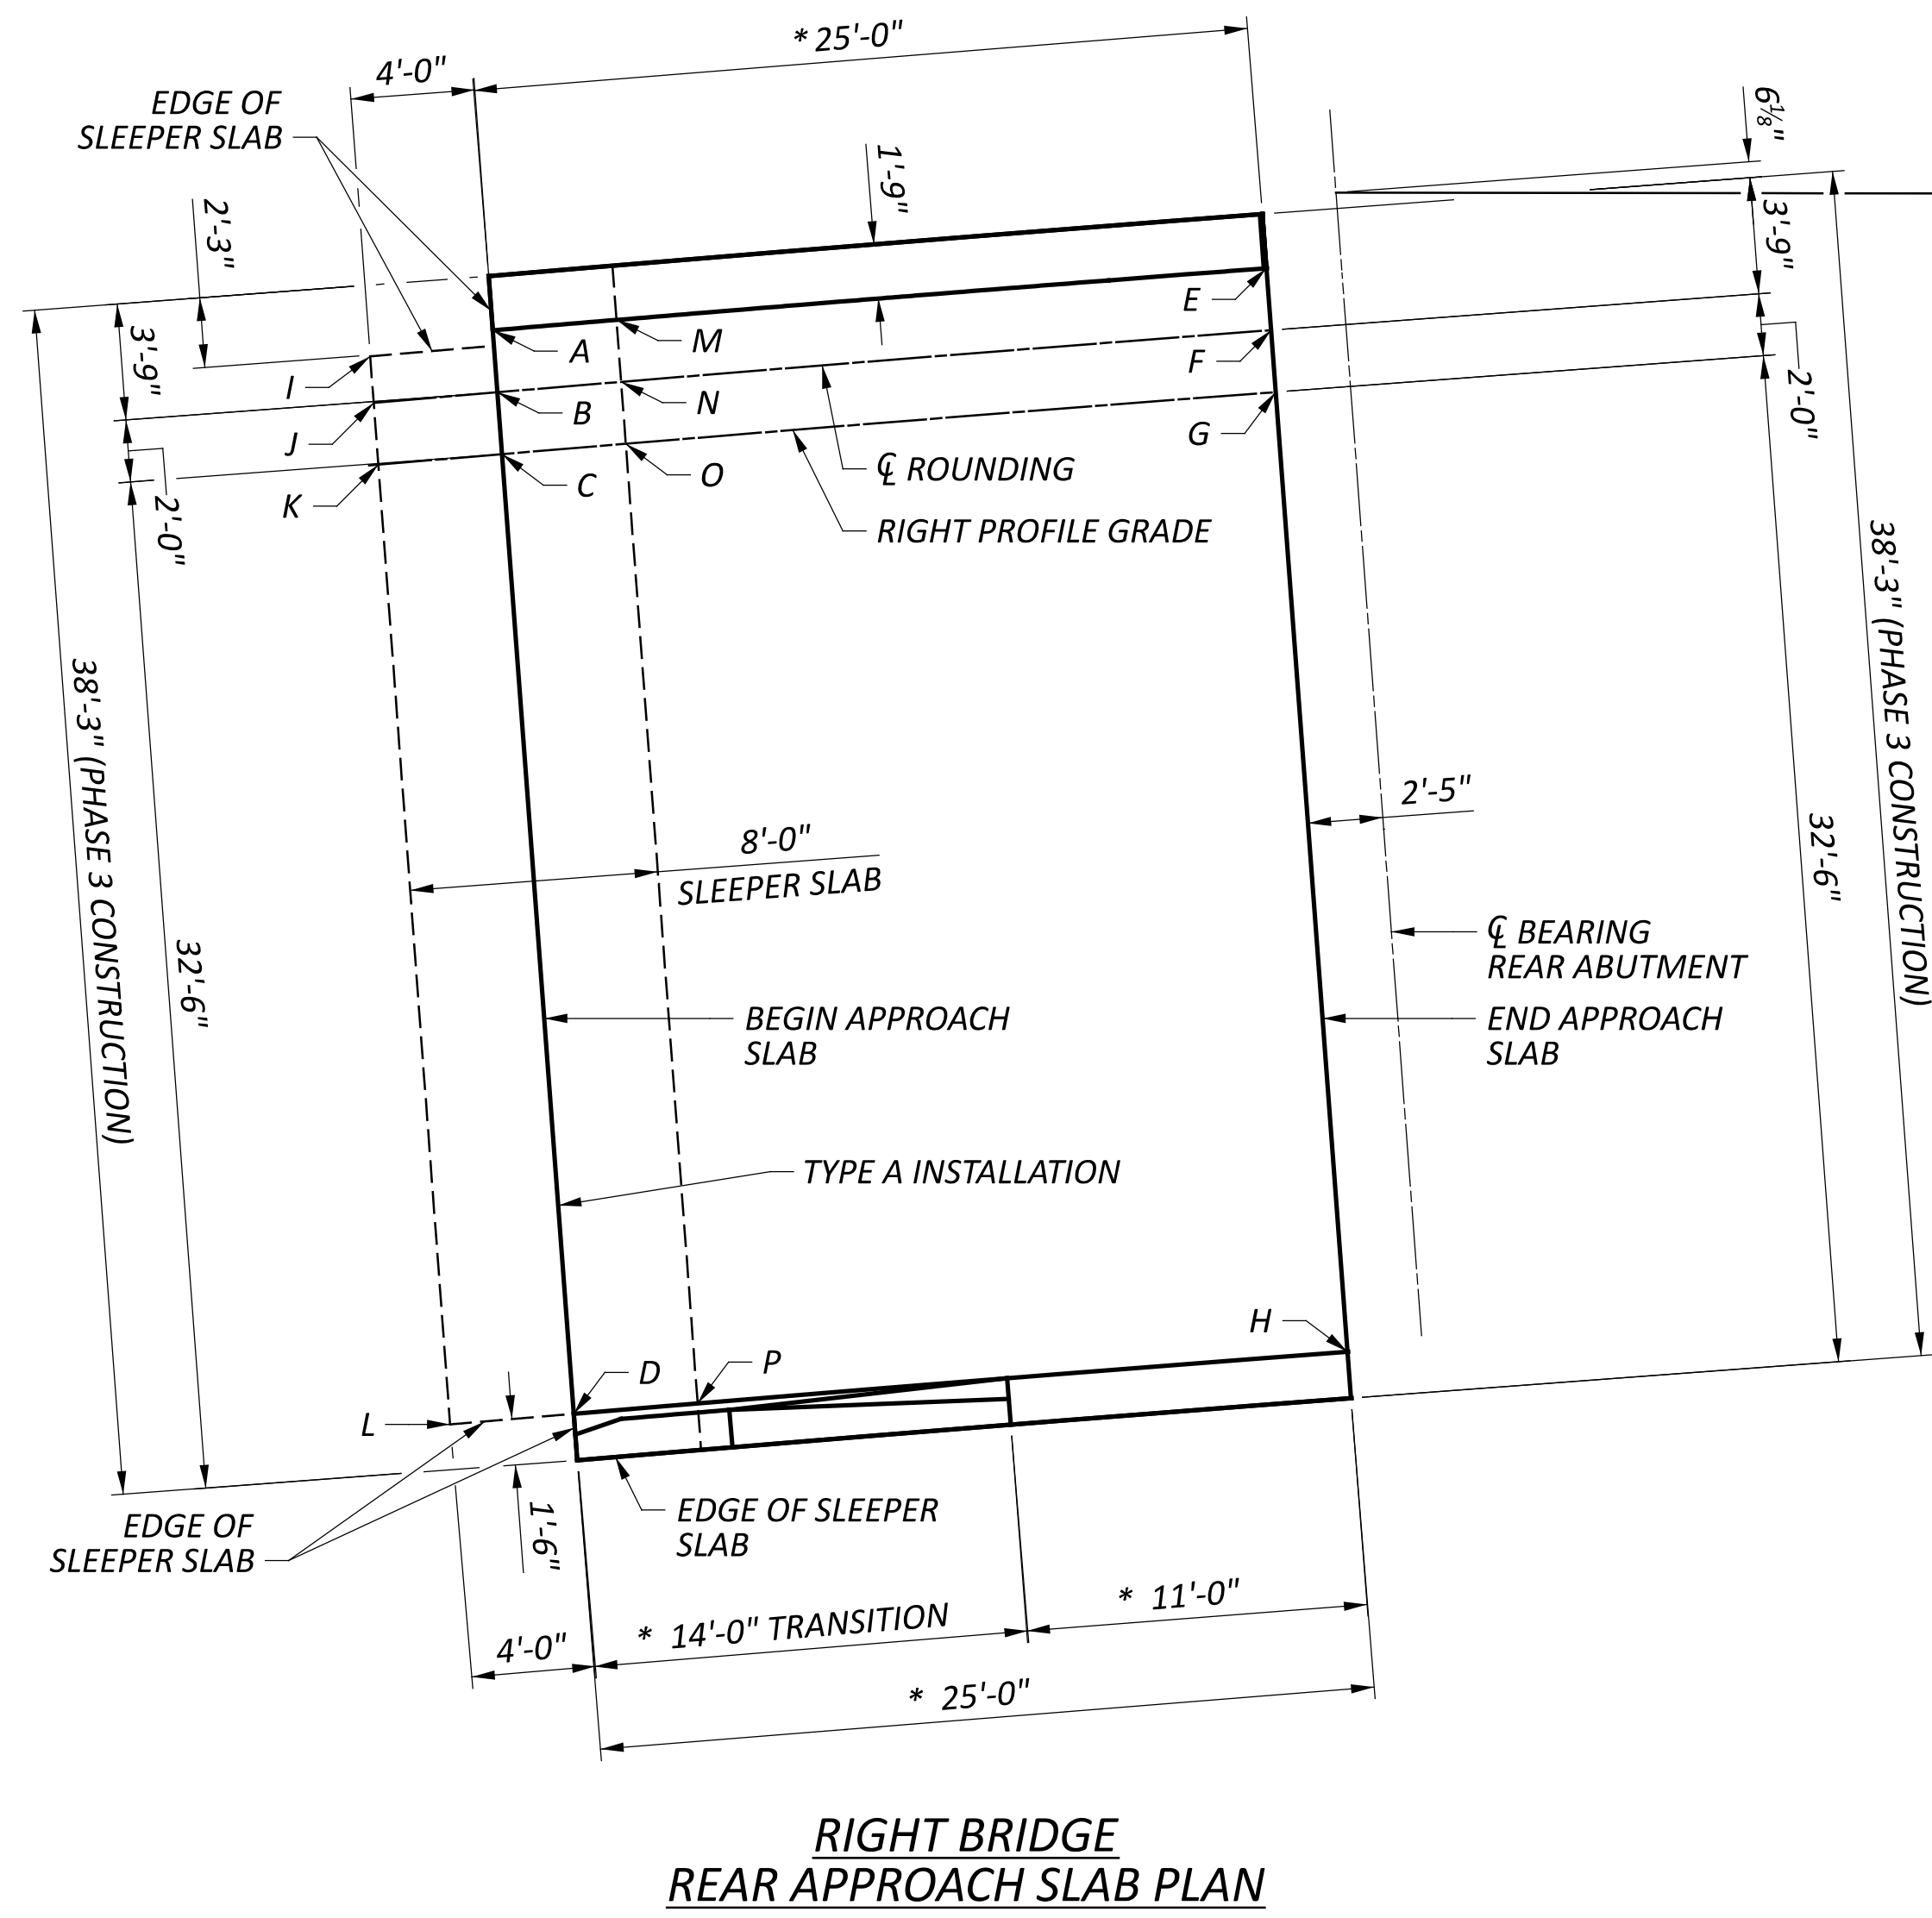 * 25'-0"
4'-0"
EDGE OF
SLEEPER SLAB
6⅛"
1'-9"
2'-3"
3'-9"
3'-9"
E
A
M
F
I
B
N
2'-0"
G
J
C
O
K
℄ ROUNDING
2'-0"
RIGHT PROFILE GRADE
38'-3" (PHASE 3 CONSTRUCTION)
38'-3" (PHASE 3 CONSTRUCTION)
2'-5"
8'-0"
SLEEPER SLAB
32'-6"
32'-6"
℄ BEARING
REAR ABUTMENT
BEGIN APPROACH
SLAB
END APPROACH
SLAB
TYPE A INSTALLATION
H
D
P
L
EDGE OF
SLEEPER SLAB
1'-6"
EDGE OF SLEEPER
SLAB
* 11'-0"
* 14'-0" TRANSITION
4'-0"
* 25'-0"
RIGHT BRIDGE
REAR APPROACH SLAB PLAN